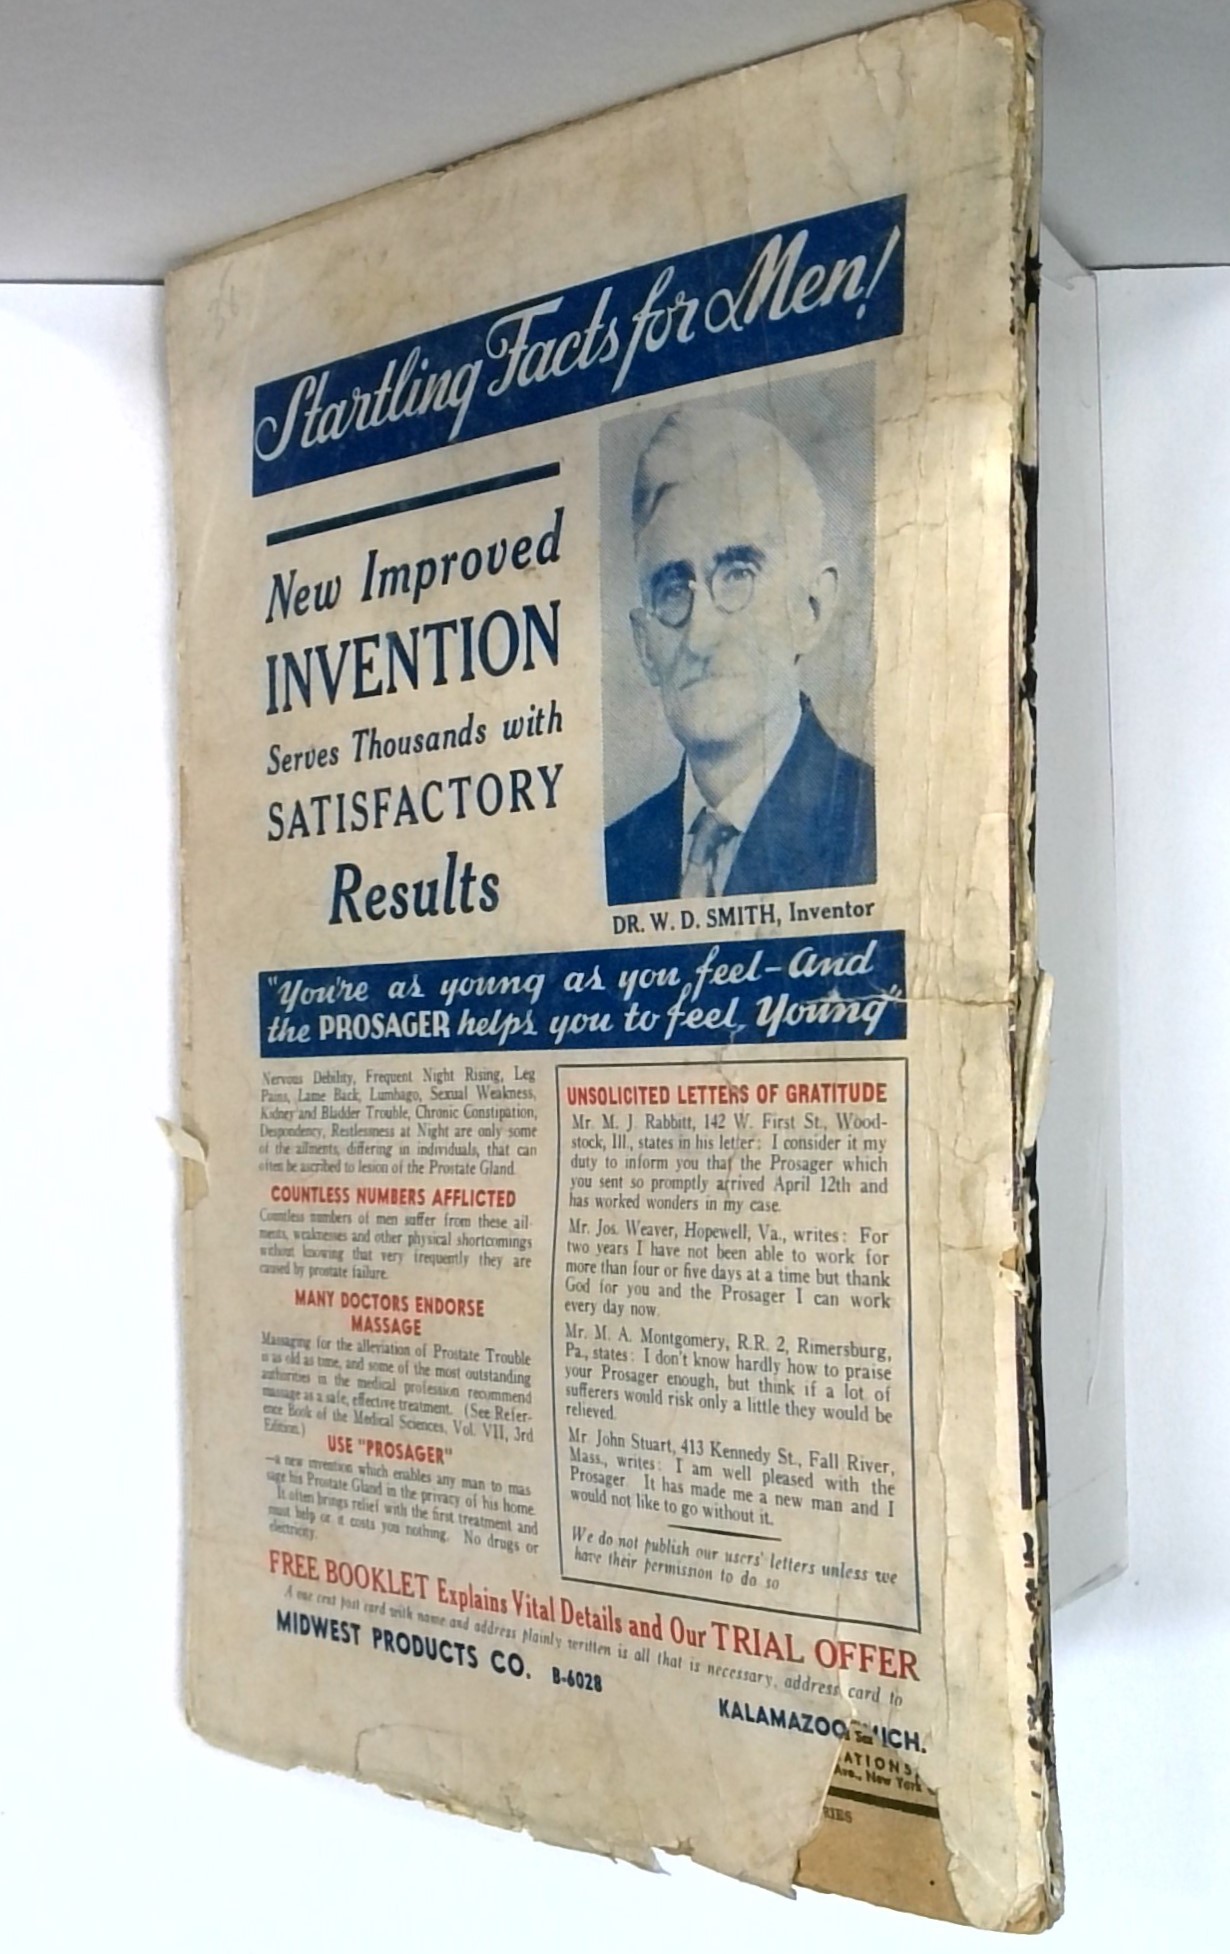 Startling Facts for Men!
New Improved
INVENTION
Serves Thousands with
SATISFACTORY
Results
DR. W. D. SMITH, Inventor
"You're as young as you feel - And
the PROSAGER helps you to feel Young"
Nervous Debility, Frequent Night Rising, Leg
Pains, Lame Back, Lumbago, Sexual Weakness,
Kidney and Bladder Trouble, Chronic Constipation,
Despondency, Restlessness at Night are only some
of the ailments, differing in individuals, that can
often be ascribed to lesion of the Prostate Gland.
COUNTLESS NUMBERS AFFLICTED
Countless numbers of men suffer from these ail-
ments, weaknesses and other physical shortcomings
without knowing that very frequently they are
caused by prostate failure.
MANY DOCTORS ENDORSE
MASSAGE
Massaging for the alleviation of Prostate Trouble
is as old as time, and some of the most outstanding
authorities in the medical profession recommend
massage as a safe, effective treatment. (See Refer-
ence Book of the Medical Sciences, Vol. VII, 3rd
Edition.)
USE "PROSAGER"
—a new invention which enables any man to mas
sage his Prostate Gland in the privacy of his home.
It often brings relief with the first treatment and
must help or it costs you nothing. No drugs or
electricity.
UNSOLICITED LETTERS OF GRATITUDE
Mr. M. J. Rabbitt, 142 W. First St., Wood-
stock, Ill., states in his letter: I consider it my
duty to inform you that the Prosager which
you sent so promptly arrived April 12th and
has worked wonders in my case.
Mr. Jos. Weaver, Hopewell, Va., writes: For
two years I have not been able to work for
more than four or five days at a time but thank
God for you and the Prosager I can work
every day now.
Mr. M. A. Montgomery, R.R. 2, Rimersburg,
Pa., states: I don't know hardly how to praise
your Prosager enough, but think if a lot of
sufferers would risk only a little they would be
relieved.
Mr. John Stuart, 413 Kennedy St., Fall River,
Mass., writes: I am well pleased with the
Prosager. It has made me a new man and I
would not like to go without it.
We do not publish our users' letters unless we
have their permission to do so
FREE BOOKLET Explains Vital Details and Our TRIAL OFFER
A one cent post card with name and address plainly written is all that is necessary, address card to
MIDWEST PRODUCTS CO. B-6028 KALAMAZOO MICH.
ATIONS,
Ave., New York
RIES